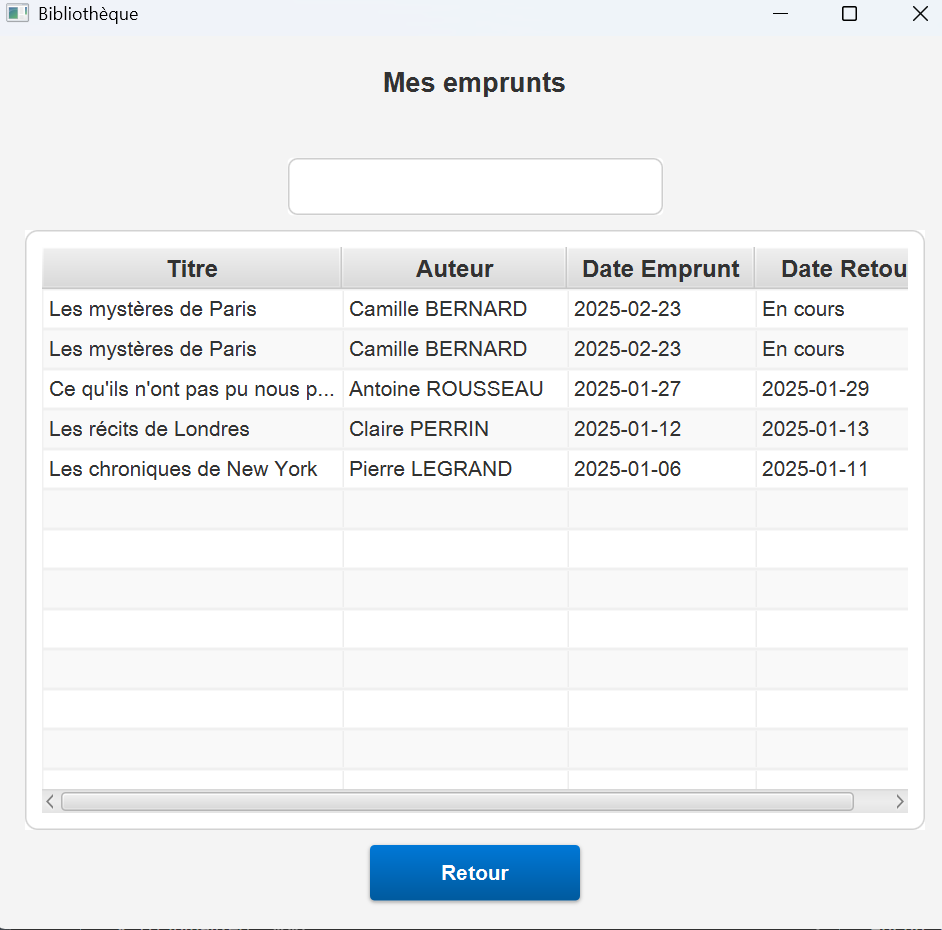 Bibliothèque
Mes emprunts
Titre Auteur Date Emprunt Date Retou
Les mystères de Paris Camille BERNARD 2025-02-23 En cours
Les mystères de Paris Camille BERNARD 2025-02-23 En cours
Ce qu'ils n'ont pas pu nous p... Antoine ROUSSEAU 2025-01-27 2025-01-29
Les récits de Londres Claire PERRIN 2025-01-12 2025-01-13
Les chroniques de New York Pierre LEGRAND 2025-01-06 2025-01-11
Retour